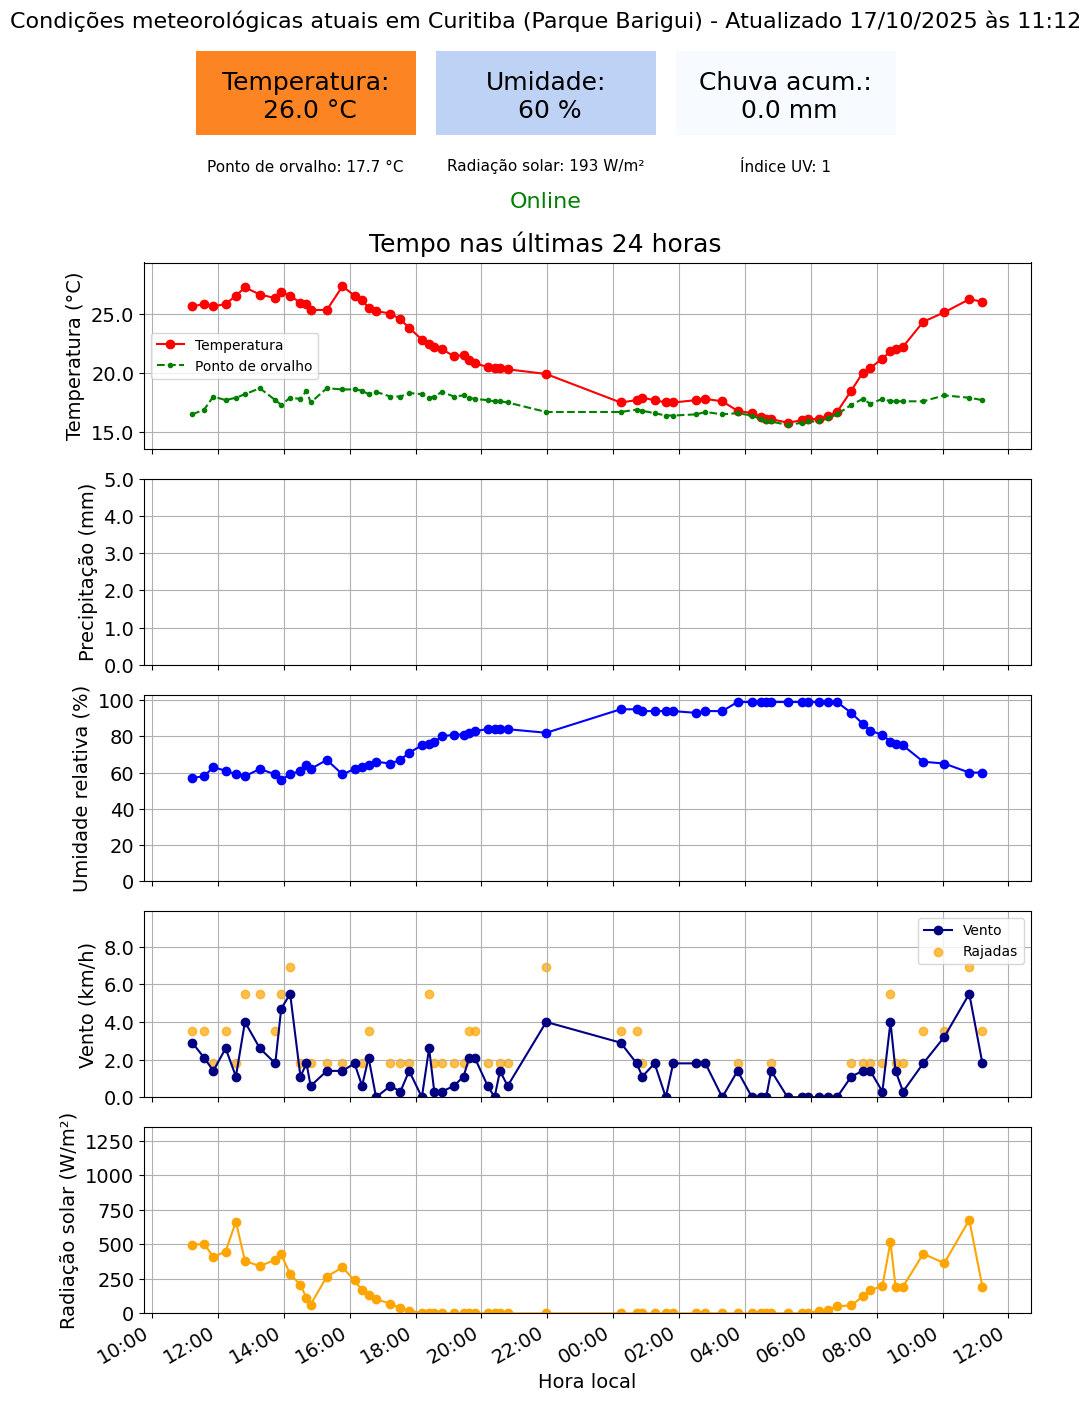 Condições meteorológicas atuais em Curitiba (Parque Barigui) - Atualizado 17/10/2025 às 11:12
Temperatura:
26.0 °C
Umidade:
60 %
Chuva acum.:
0.0 mm
Ponto de orvalho: 17.7 °C
Radiação solar: 193 W/m²
Índice UV: 1
Online
Tempo nas últimas 24 horas
Temperatura (°C)
25.0
20.0
15.0
Temperatura
Ponto de orvalho
Precipitação (mm)
5.0
4.0
3.0
2.0
1.0
0.0
Umidade relativa (%)
100
80
60
40
20
0
Vento (km/h)
8.0
6.0
4.0
2.0
0.0
Vento
Rajadas
Radiação solar (W/m²)
1250
1000
750
500
250
0
10:00
12:00
14:00
16:00
18:00
20:00
22:00
00:00
02:00
04:00
06:00
08:00
10:00
12:00
Hora local